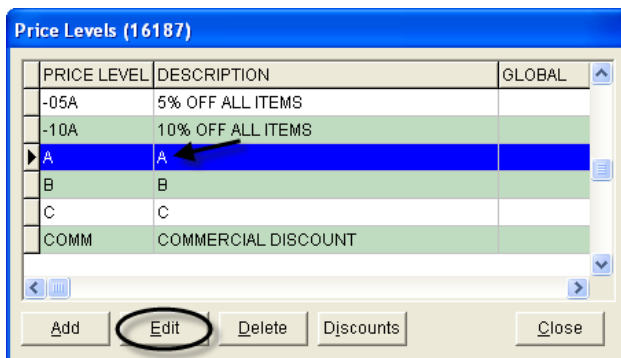 Price Levels (16187)
PRICE LEVEL DESCRIPTION GLOBAL
-05A 5% OFF ALL ITEMS
-10A 10% OFF ALL ITEMS
A A
B B
C C
COMM COMMERCIAL DISCOUNT
Add Edit Delete Discounts Close